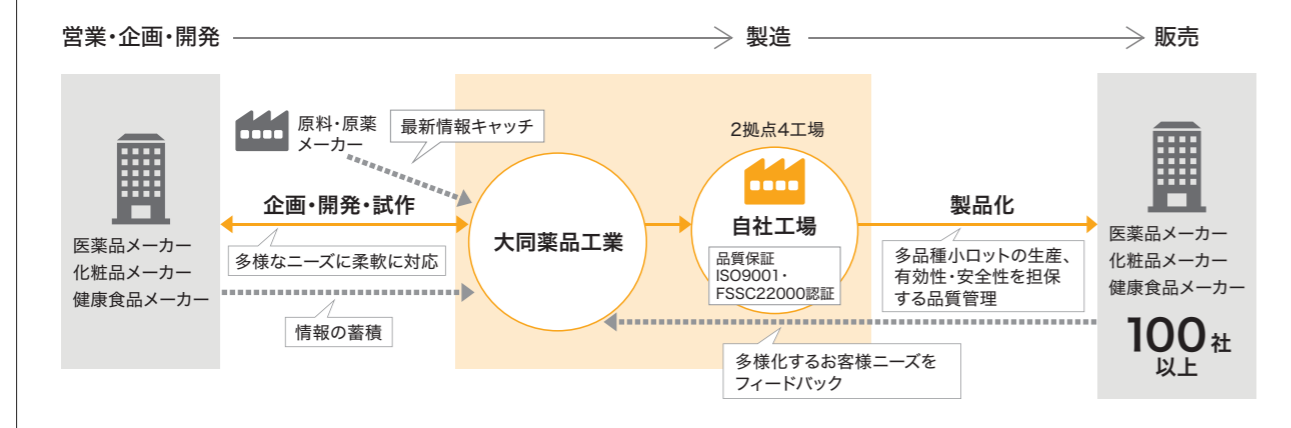 営業・企画・開発
製造
販売
医薬品メーカー
化粧品メーカー
健康食品メーカー
原料・原薬
メーカー
最新情報キャッチ
企画・開発・試作
多様なニーズに柔軟に対応
情報の蓄積
大同薬品工業
2拠点4工場
自社工場
品質保証
ISO9001・
FSSC22000認証
製品化
多品種小ロットの生産、
有効性・安全性を担保
する品質管理
多様化するお客様ニーズを
フィードバック
医薬品メーカー
化粧品メーカー
健康食品メーカー
100社
以上